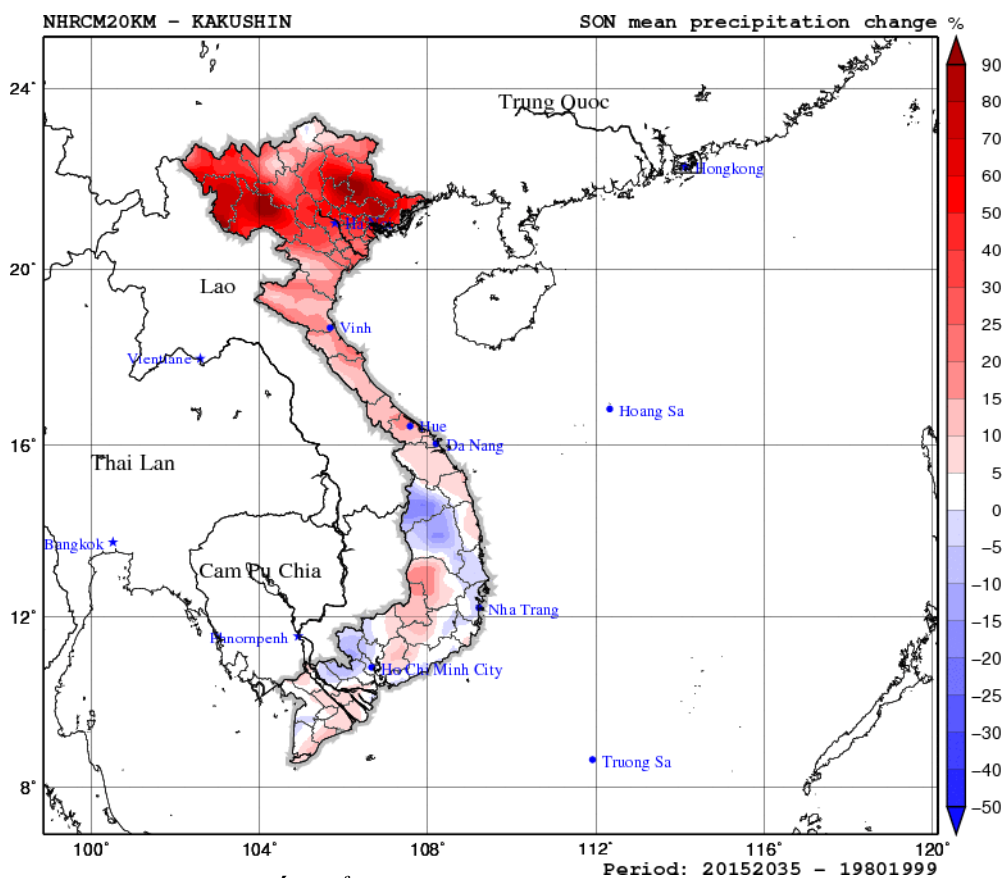 NHRCM20KM - KAKUSHIN
SON mean precipitation change %
90
80
70
60
50
40
30
25
20
15
10
5
0
-5
-10
-15
-20
-25
-30
-40
-50
24°
20°
16°
12°
8°
Trung Quoc
Hongkong
Lao
Vinh
Vientiane
Hoang Sa
Hue
Da Nang
Thai Lan
Bangkok
Cam Pu Chia
Nha Trang
Phnompenh
Ho Chi Minh City
Truong Sa
100° 104° 108° 112° 116° 120°
Period: 20152035 - 19801999